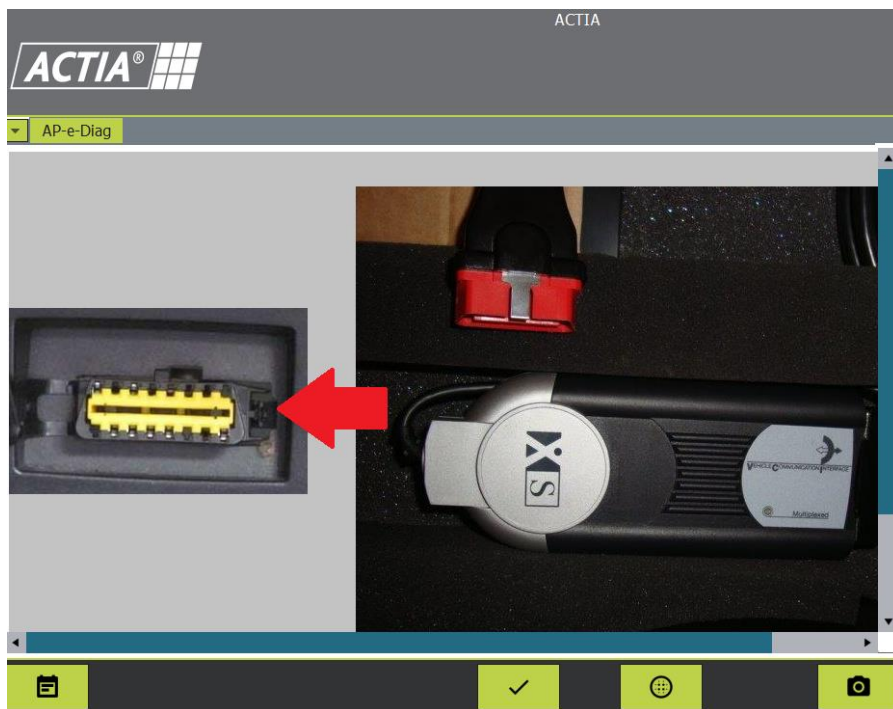 ACTIA
ACTIA®
AP-e-Diag
XS
VEHICLE COMMUNICATION INTERFACE
Multiplexed